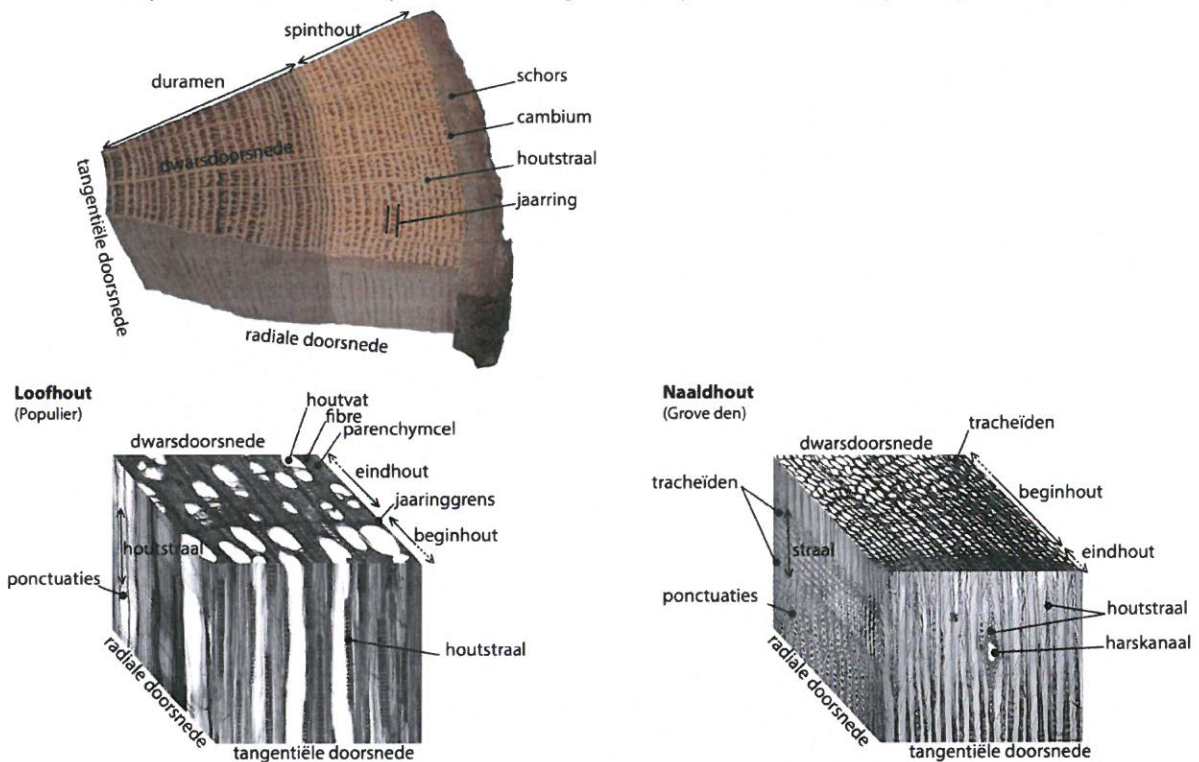 spinthout
duramen
schors
cambium
dwarsdoorsnede
houtstraal
tangentiële doorsnede
jaarring
radiale doorsnede
Loofhout
(Populier)
houtvat
fibre
parenchymcel
dwarsdoorsnede
eindhout
jaaringgrens
beginhout
houtstraal
ponctuaties
houtstraal
radiale doorsnede
tangentiële doorsnede
Naaldhout
(Grove den)
tracheïden
dwarsdoorsnede
tracheïden
beginhout
straal
eindhout
ponctuaties
houtstraal
harskanaal
radiale doorsnede
tangentiële doorsnede